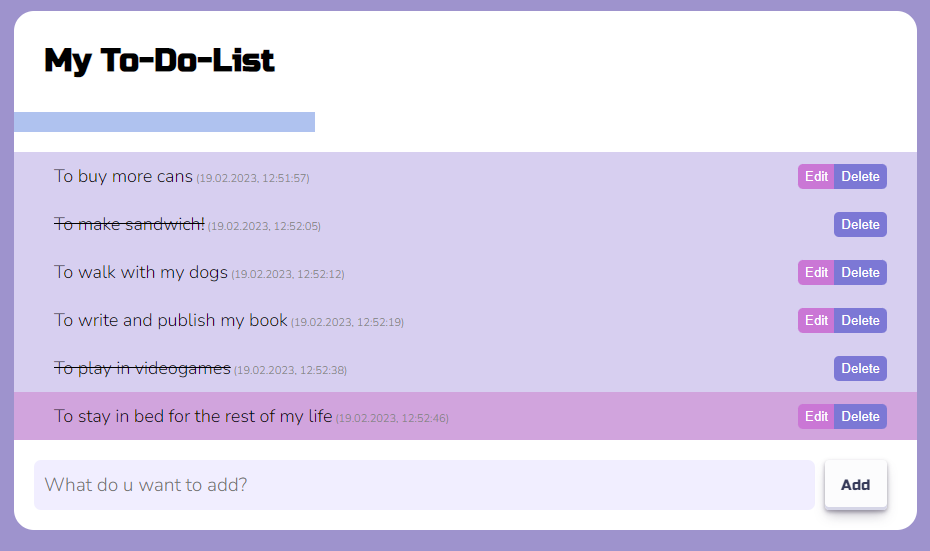 My To-Do-List
To buy more cans (19.02.2023, 12:51:57) Edit Delete
To make sandwich! (19.02.2023, 12:52:05) Delete
To walk with my dogs (19.02.2023, 12:52:12) Edit Delete
To write and publish my book (19.02.2023, 12:52:19) Edit Delete
To play in videogames (19.02.2023, 12:52:38) Delete
To stay in bed for the rest of my life (19.02.2023, 12:52:46) Edit Delete
What do u want to add? Add